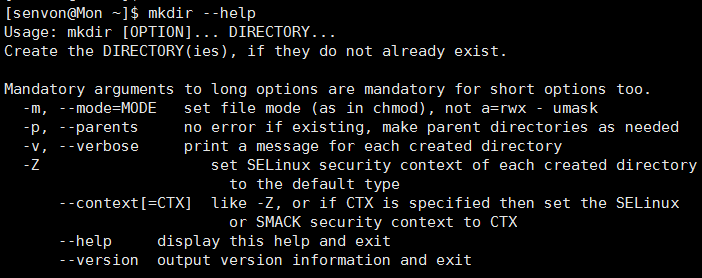 [senvon@Mon ~]$ mkdir --help
Usage: mkdir [OPTION]... DIRECTORY...
Create the DIRECTORY(ies), if they do not already exist.

Mandatory arguments to long options are mandatory for short options too.
  -m, --mode=MODE   set file mode (as in chmod), not a=rwx - umask
  -p, --parents     no error if existing, make parent directories as needed
  -v, --verbose     print a message for each created directory
  -Z                   set SELinux security context of each created directory
                         to the default type
      --context[=CTX]  like -Z, or if CTX is specified then set the SELinux
                         or SMACK security context to CTX
      --help     display this help and exit
      --version  output version information and exit